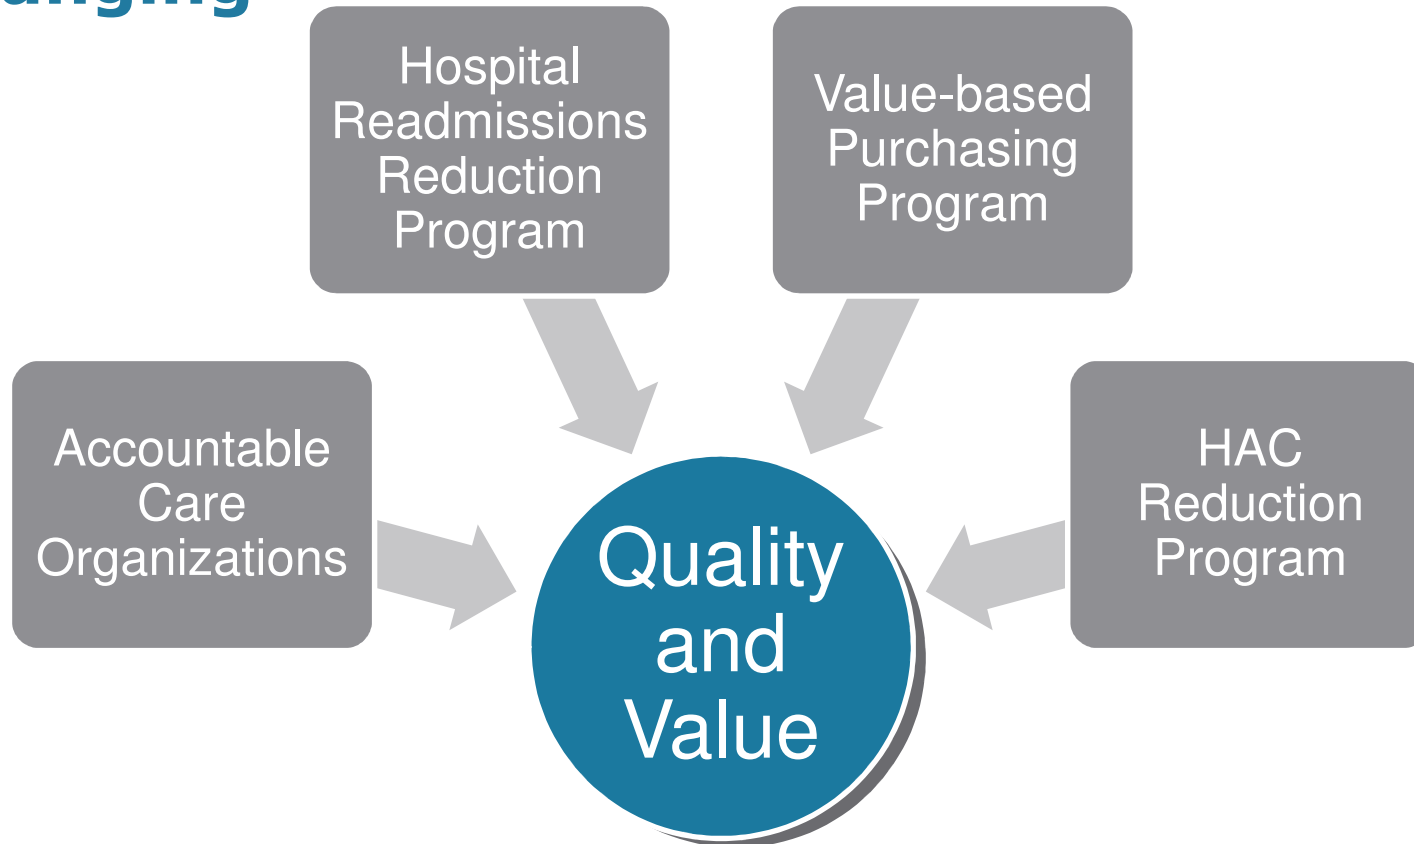 Hospital
Readmissions
Reduction
Program
Value-based
Purchasing
Program
Accountable
Care
Organizations
HAC
Reduction
Program
Quality
and
Value